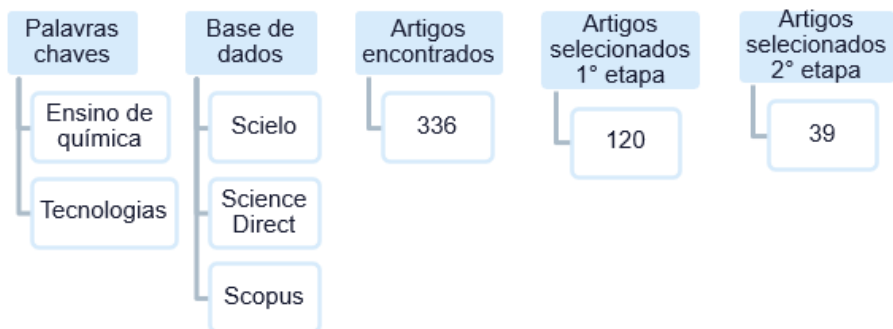 Palavras
chaves
Ensino de
química
Tecnologias
Base de
dados
Scielo
Science
Direct
Scopus
Artigos
encontrados
336
Artigos
selecionados
1° etapa
120
Artigos
selecionados
2° etapa
39